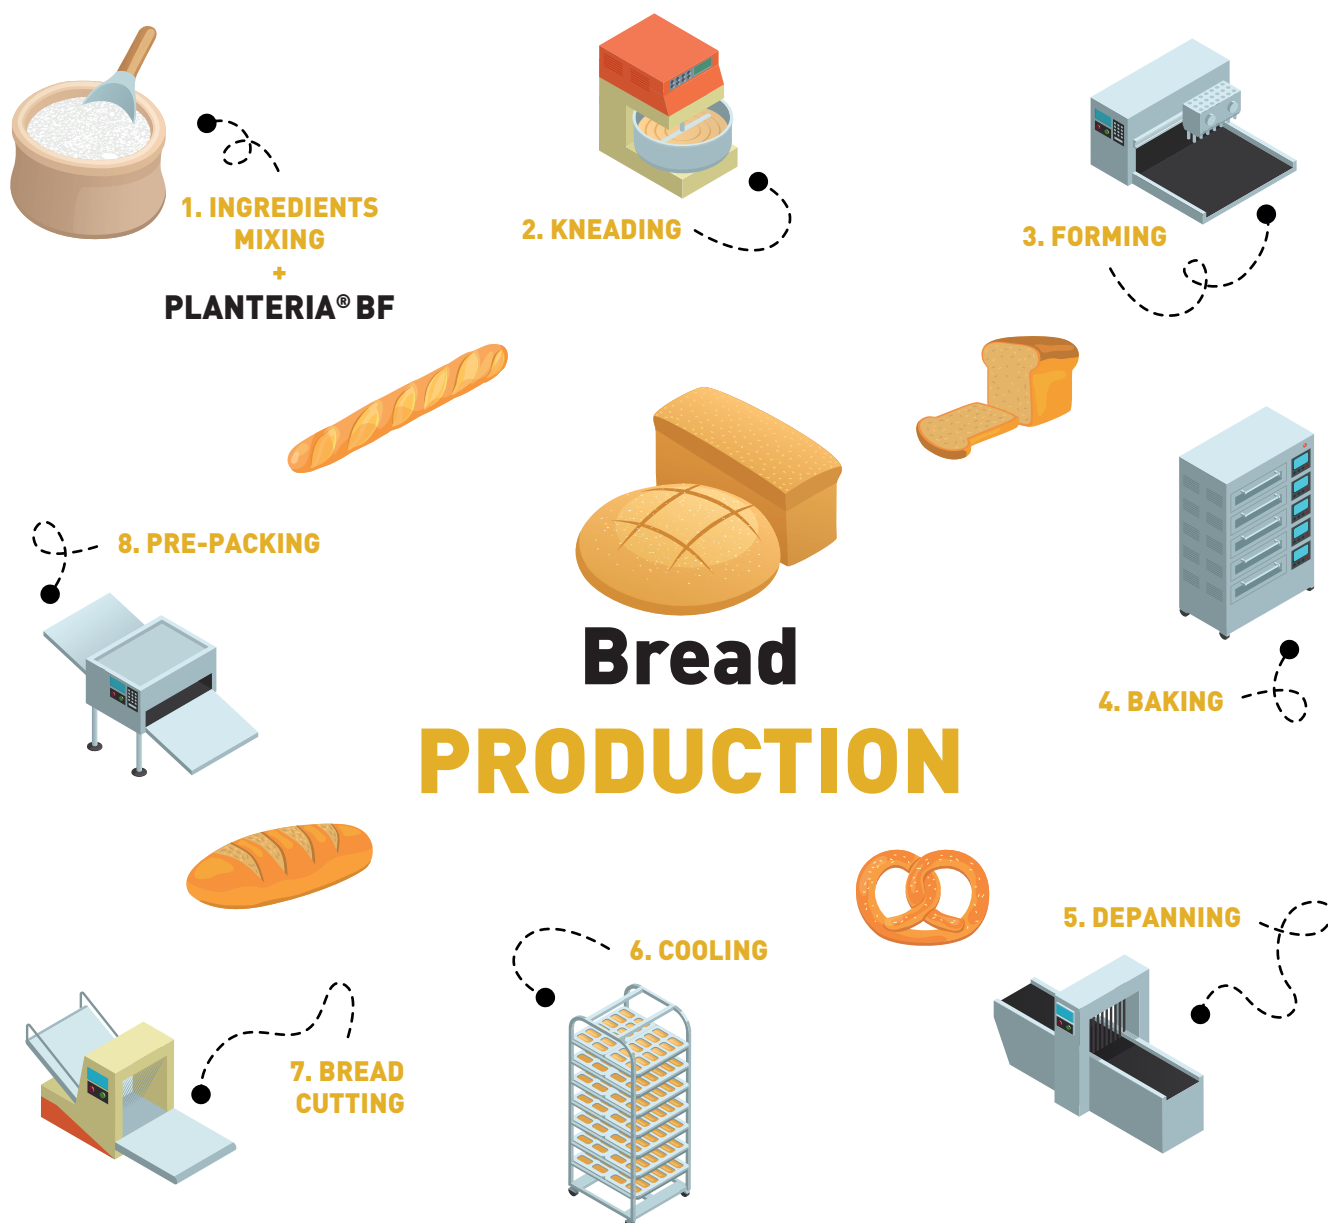 1. INGREDIENTS
MIXING
+
PLANTERIA® BF
2. KNEADING
3. FORMING
8. PRE-PACKING
Bread
PRODUCTION
4. BAKING
5. DEPANNING
6. COOLING
7. BREAD
CUTTING